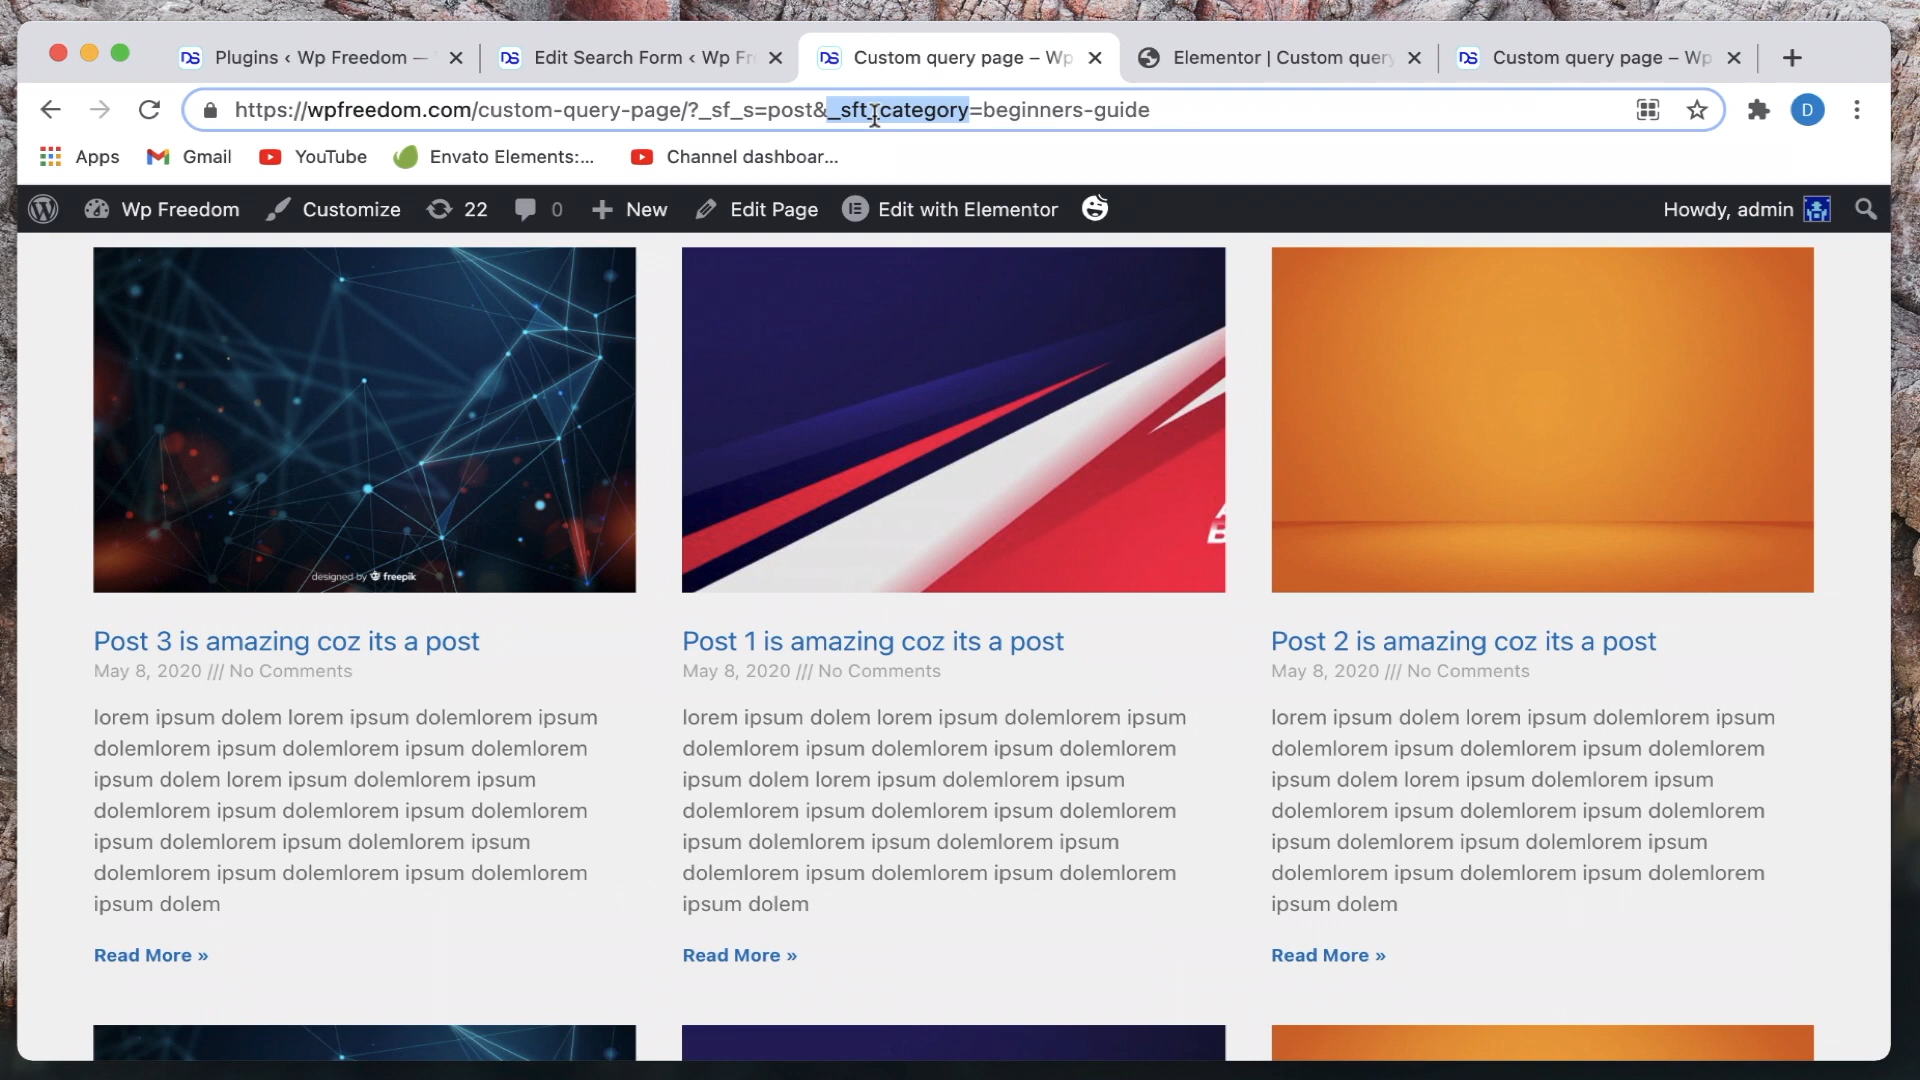 Plugins ‹ Wp Freedom —
Edit Search Form ‹ Wp Fr
Custom query page – Wp
Elementor | Custom query
Custom query page – Wp
https://wpfreedom.com/custom-query-page/?_sf_s=post&_sft_category=beginners-guide
D
Apps
Gmail
YouTube
Envato Elements:...
Channel dashboar...
Wp Freedom
Customize
22
0
New
Edit Page
Edit with Elementor
Howdy, admin
designed by freepik
Post 3 is amazing coz its a post
May 8, 2020 /// No Comments
lorem ipsum dolem lorem ipsum dolemlorem ipsum
dolemlorem ipsum dolemlorem ipsum dolemlorem
ipsum dolem lorem ipsum dolemlorem ipsum
dolemlorem ipsum dolemlorem ipsum dolemlorem
ipsum dolemlorem ipsum dolemlorem ipsum
dolemlorem ipsum dolemlorem ipsum dolemlorem
ipsum dolem
Read More »
Post 1 is amazing coz its a post
May 8, 2020 /// No Comments
lorem ipsum dolem lorem ipsum dolemlorem ipsum
dolemlorem ipsum dolemlorem ipsum dolemlorem
ipsum dolem lorem ipsum dolemlorem ipsum
dolemlorem ipsum dolemlorem ipsum dolemlorem
ipsum dolemlorem ipsum dolemlorem ipsum
dolemlorem ipsum dolemlorem ipsum dolemlorem
ipsum dolem
Read More »
Post 2 is amazing coz its a post
May 8, 2020 /// No Comments
lorem ipsum dolem lorem ipsum dolemlorem ipsum
dolemlorem ipsum dolemlorem ipsum dolemlorem
ipsum dolem lorem ipsum dolemlorem ipsum
dolemlorem ipsum dolemlorem ipsum dolemlorem
ipsum dolemlorem ipsum dolemlorem ipsum
dolemlorem ipsum dolemlorem ipsum dolemlorem
ipsum dolem
Read More »